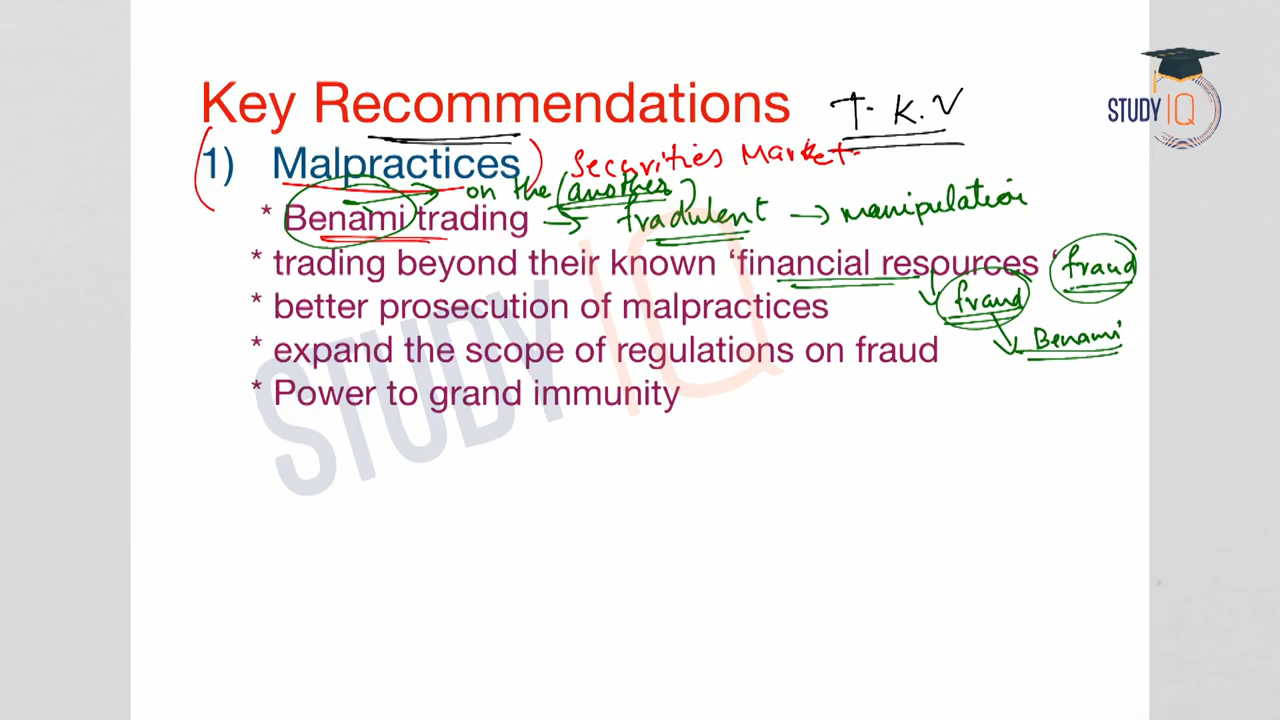 Key Recommendations T. K. V
STUDY IQ
1) Malpractices) Securities Market
on the (another)
* Benami trading → fradulent → manipulation
* trading beyond their known ‘financial resources ‘ fraud
* better prosecution of malpractices fraud
* expand the scope of regulations on fraud Benami
* Power to grand immunity
STUDY IQ